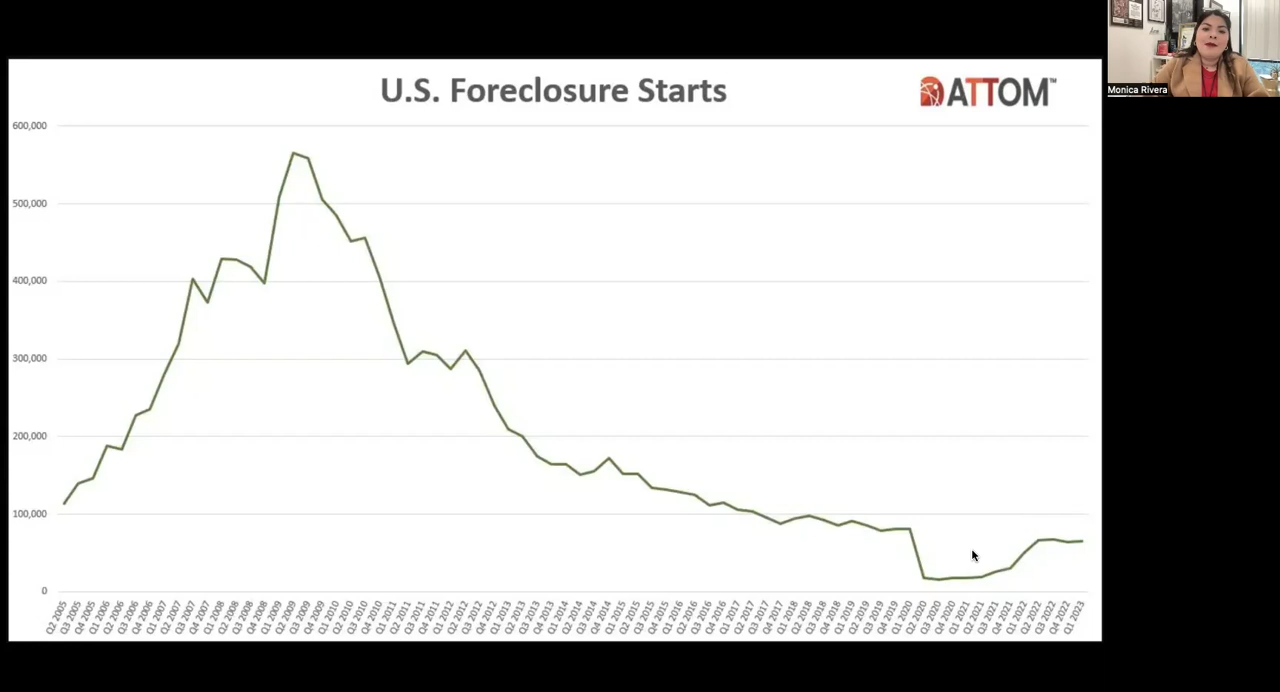 Monica Rivera
U.S. Foreclosure Starts
ATTOM™
600,000
500,000
400,000
300,000
200,000
100,000
0
Q2 2005
Q3 2005
Q4 2005
Q1 2006
Q2 2006
Q3 2006
Q4 2006
Q1 2007
Q2 2007
Q3 2007
Q4 2007
Q1 2008
Q2 2008
Q3 2008
Q4 2008
Q1 2009
Q2 2009
Q3 2009
Q4 2009
Q1 2010
Q2 2010
Q3 2010
Q4 2010
Q1 2011
Q2 2011
Q3 2011
Q4 2011
Q1 2012
Q2 2012
Q3 2012
Q4 2012
Q1 2013
Q2 2013
Q3 2013
Q4 2013
Q1 2014
Q2 2014
Q3 2014
Q4 2014
Q1 2015
Q2 2015
Q3 2015
Q4 2015
Q1 2016
Q2 2016
Q3 2016
Q4 2016
Q1 2017
Q2 2017
Q3 2017
Q4 2017
Q1 2018
Q2 2018
Q3 2018
Q4 2018
Q1 2019
Q2 2019
Q3 2019
Q4 2019
Q1 2020
Q2 2020
Q3 2020
Q4 2020
Q1 2021
Q2 2021
Q3 2021
Q4 2021
Q1 2022
Q2 2022
Q3 2022
Q4 2022
Q1 2023